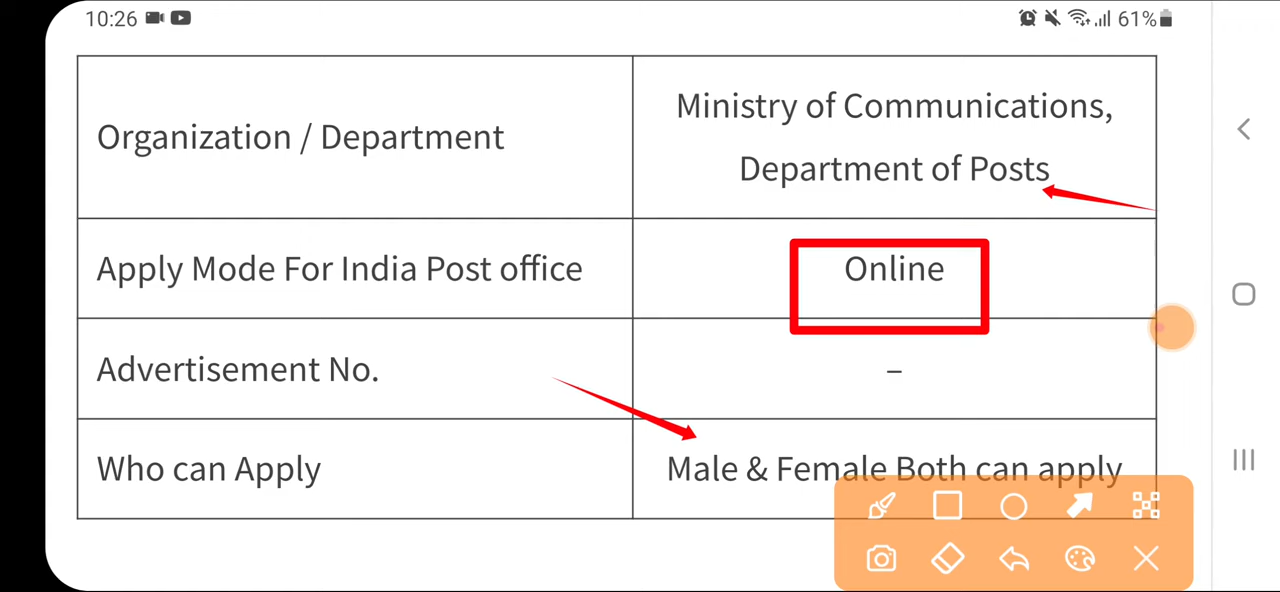 10:26
61%
Organization / Department
Ministry of Communications,
Department of Posts
Apply Mode For India Post office
Online
Advertisement No.
–
Who can Apply
Male & Female Both can apply